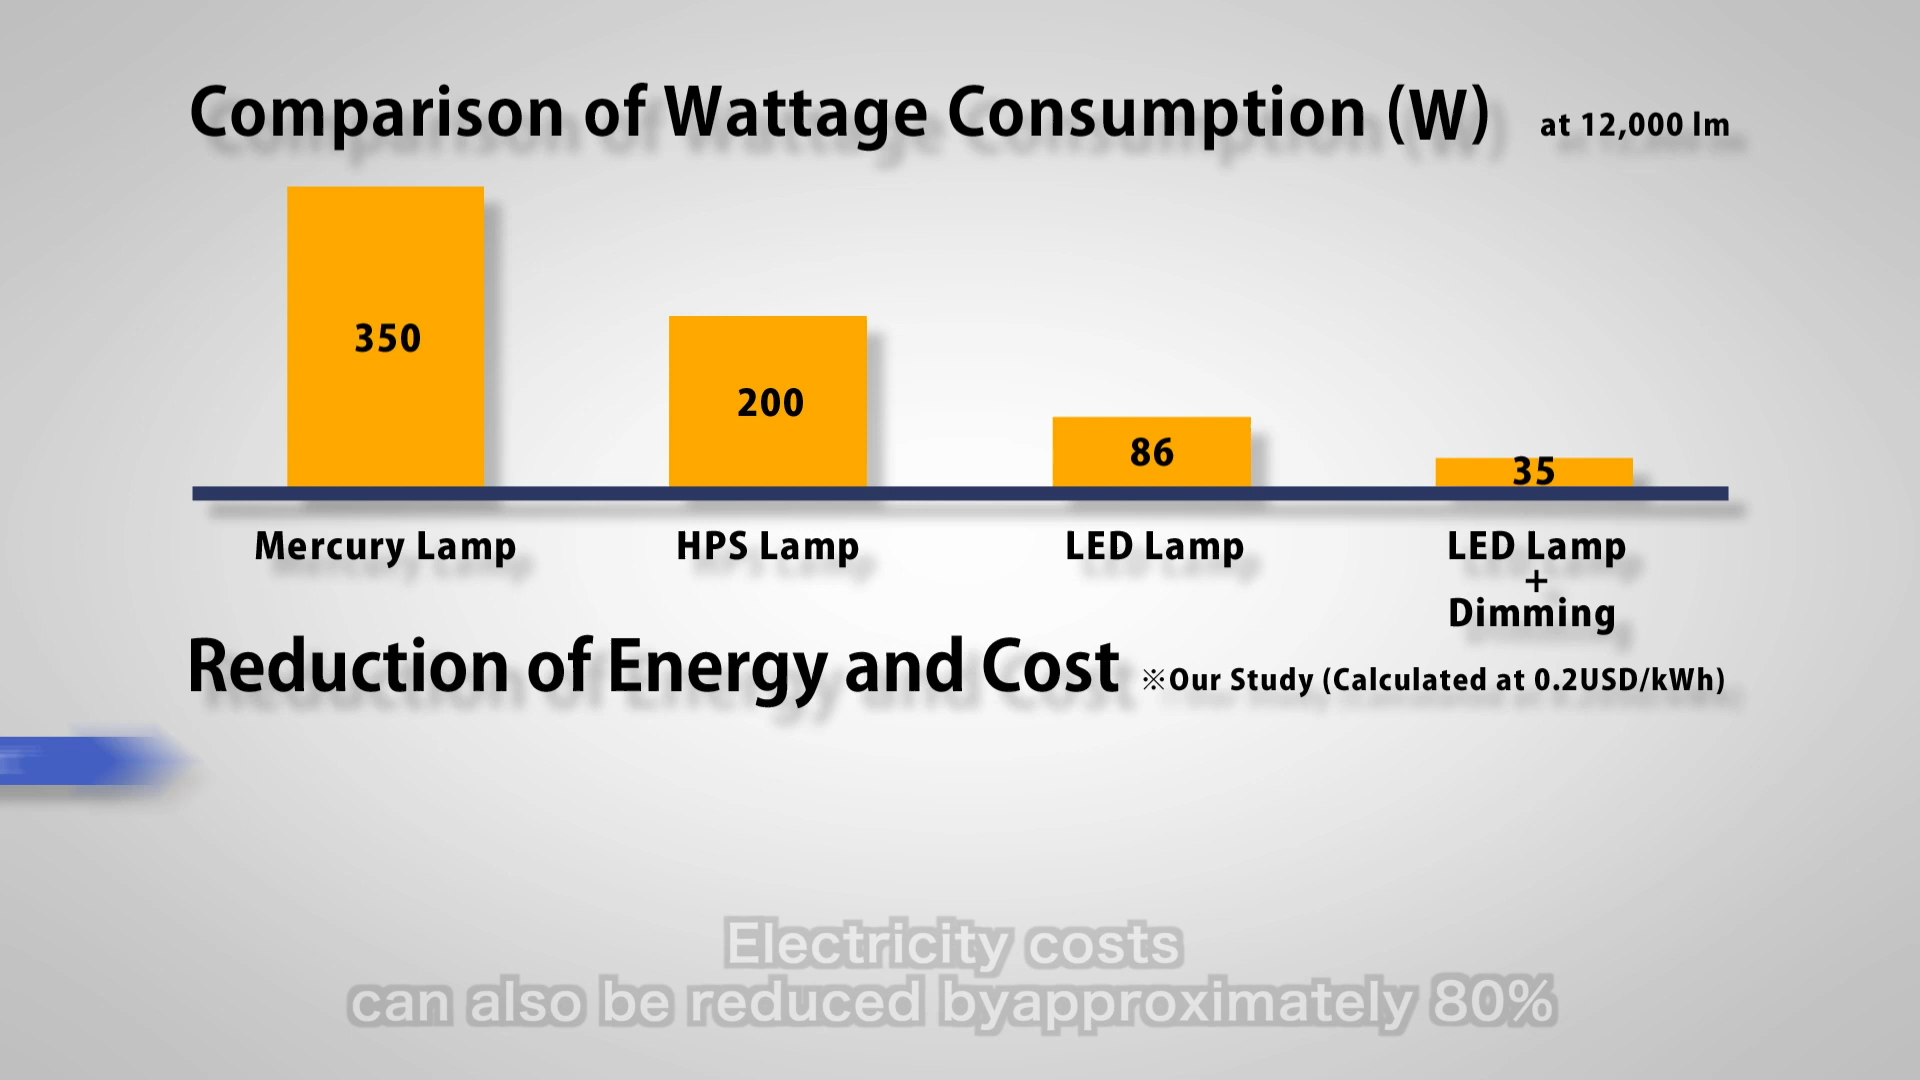 Comparison of Wattage Consumption (W) at 12,000 lm
350
200
86
35
Mercury Lamp
HPS Lamp
LED Lamp
LED Lamp
+
Dimming
Reduction of Energy and Cost ※Our Study (Calculated at 0.2USD/kWh)
Electricity costs
can also be reduced byapproximately 80%